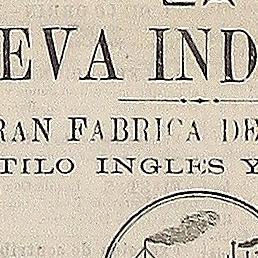 EVA IND
RAN FABRICA DE
TILO INGLES Y